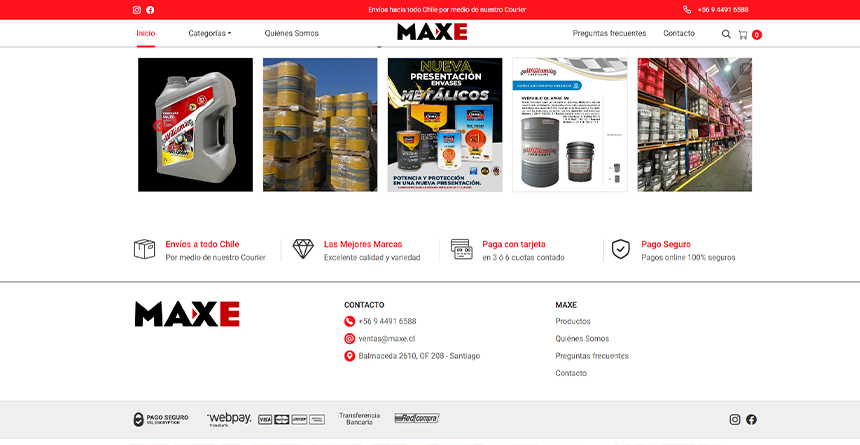 Envíos hacia todo Chile por medio de nuestro Courier
+56 9 4491 6588
Inicio
Categorías
Quiénes Somos
MAXE
Preguntas frecuentes
Contacto
0
Williams
NUEVA
PRESENTACIÓN
ENVASES
METÁLICOS
POTENCIA Y PROTECCIÓN
EN UNA NUEVA PRESENTACIÓN.
Williams
Williams
Envíos a todo Chile
Por medio de nuestro Courier
Las Mejores Marcas
Excelente calidad y variedad
Paga con tarjeta
en 3 ó 6 cuotas contado
Pago Seguro
Pagos online 100% seguros
MAXE
CONTACTO
+56 9 4491 6588
ventas@maxe.cl
Balmaceda 2610, OF 208 - Santiago
MAXE
Productos
Quiénes Somos
Preguntas frecuentes
Contacto
PAGO SEGURO
SSL ENCRYPTION
webpay.
transbank.
VISA
Transferencia
Bancaria
Redcompra